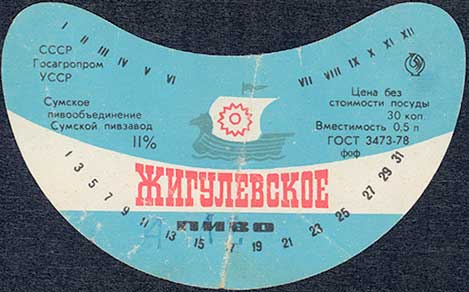 I II III IV V VI
VII VIII IX X XI XII
СССР
Госагропром
УССР
Сумское
пивообъединение
Сумской пивзавод
11%
Цена без
стоимости посуды
30 коп.
Вместимость 0,5 л
ГОСТ 3473-78
фоф
ЖИГУЛЕВСКОЕ
ПИВО
1 3 5 7 9 11 13 15 17 19 21 23 25 27 29 31